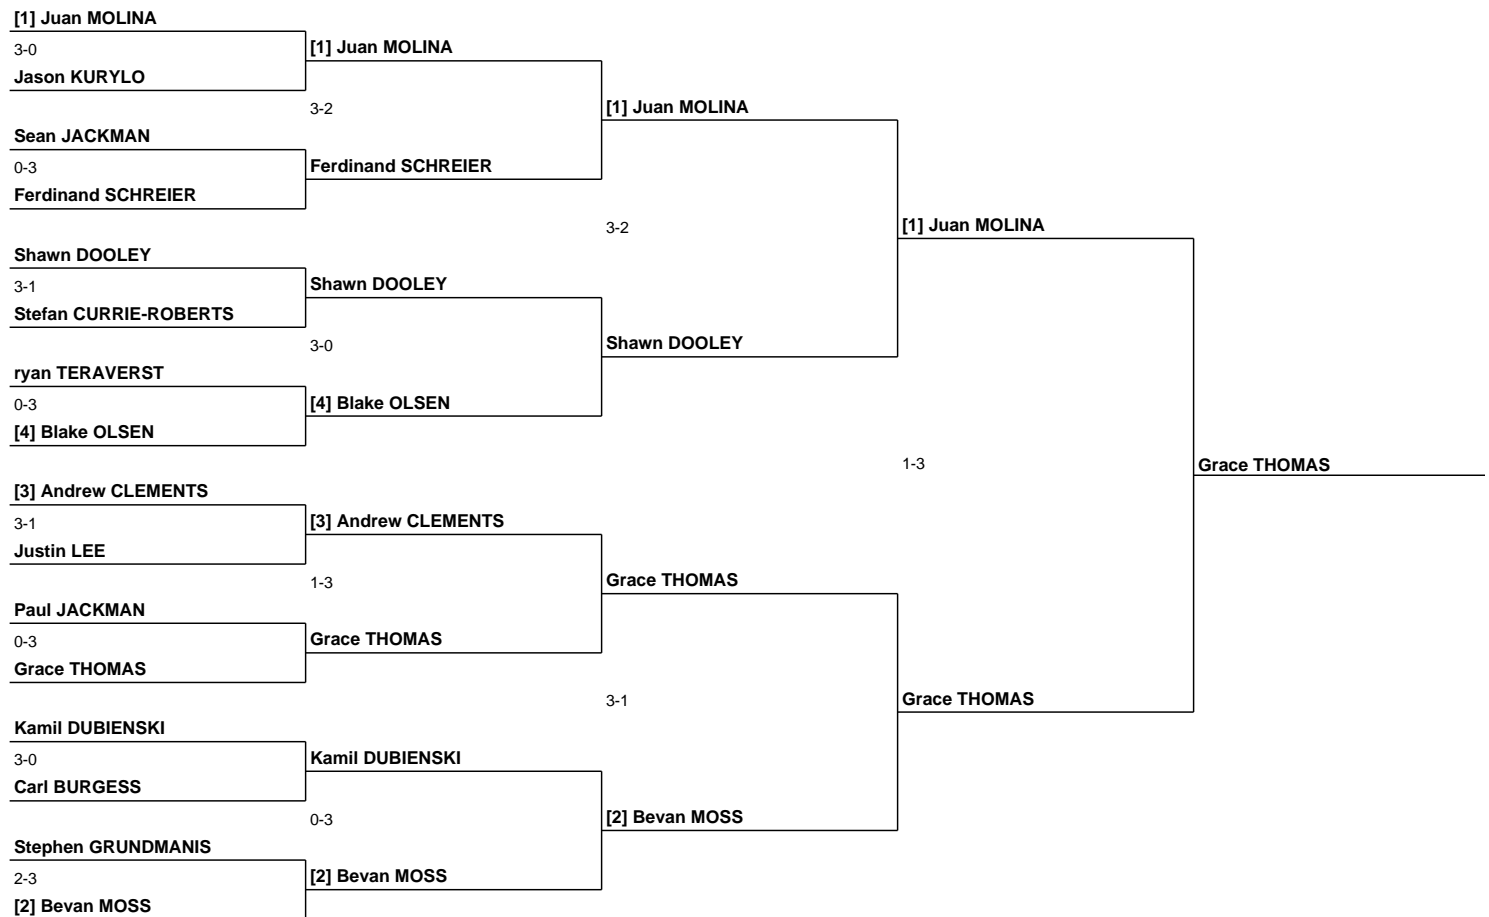 [1] Juan MOLINA
3-0
Jason KURYLO
Sean JACKMAN
0-3
Ferdinand SCHREIER
Shawn DOOLEY
3-1
Stefan CURRIE-ROBERTS
ryan TERAVERST
0-3
[4] Blake OLSEN
[3] Andrew CLEMENTS
3-1
Justin LEE
Paul JACKMAN
0-3
Grace THOMAS
Kamil DUBIENSKI
3-0
Carl BURGESS
Stephen GRUNDMANIS
2-3
[2] Bevan MOSS
[1] Juan MOLINA
3-2
Ferdinand SCHREIER
Shawn DOOLEY
3-0
[4] Blake OLSEN
[3] Andrew CLEMENTS
1-3
Grace THOMAS
Kamil DUBIENSKI
0-3
[2] Bevan MOSS
[1] Juan MOLINA
3-2
Shawn DOOLEY
Grace THOMAS
3-1
[2] Bevan MOSS
[1] Juan MOLINA
1-3
Grace THOMAS
Grace THOMAS